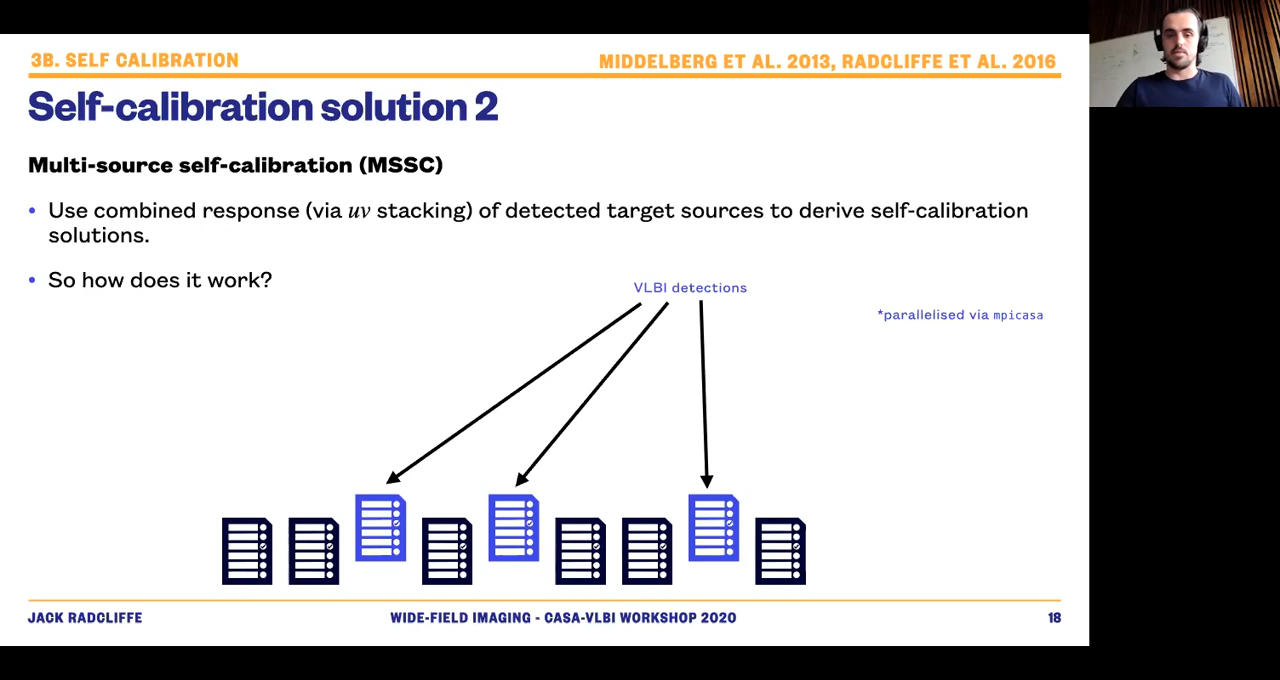 3B. SELF CALIBRATION
MIDDELBERG ET AL. 2013, RADCLIFFE ET AL. 2016
Self-calibration solution 2
Multi-source self-calibration (MSSC)
• Use combined response (via uv stacking) of detected target sources to derive self-calibration
solutions.
• So how does it work?
VLBI detections
*parallelised via mpicasa
JACK RADCLIFFE
WIDE-FIELD IMAGING - CASA-VLBI WORKSHOP 2020
18